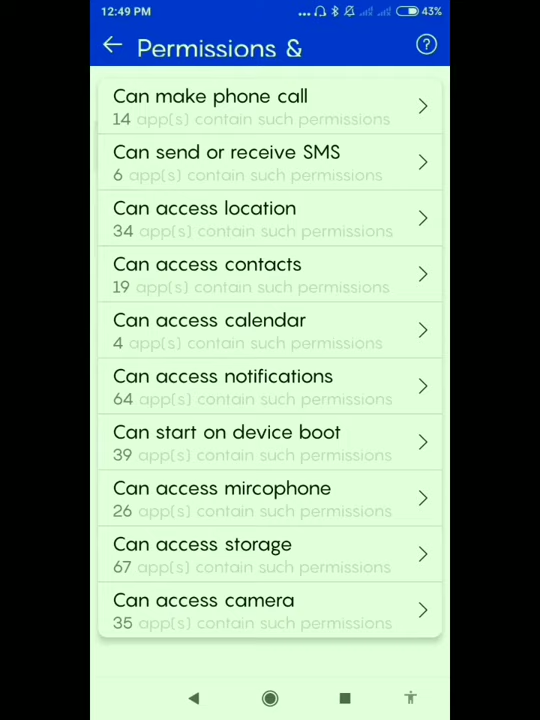 12:49 PM
43%
Permissions &
Can make phone call
14 app(s) contain such permissions
Can send or receive SMS
6 app(s) contain such permissions
Can access location
34 app(s) contain such permissions
Can access contacts
19 app(s) contain such permissions
Can access calendar
4 app(s) contain such permissions
Can access notifications
64 app(s) contain such permissions
Can start on device boot
39 app(s) contain such permissions
Can access mircophone
26 app(s) contain such permissions
Can access storage
67 app(s) contain such permissions
Can access camera
35 app(s) contain such permissions